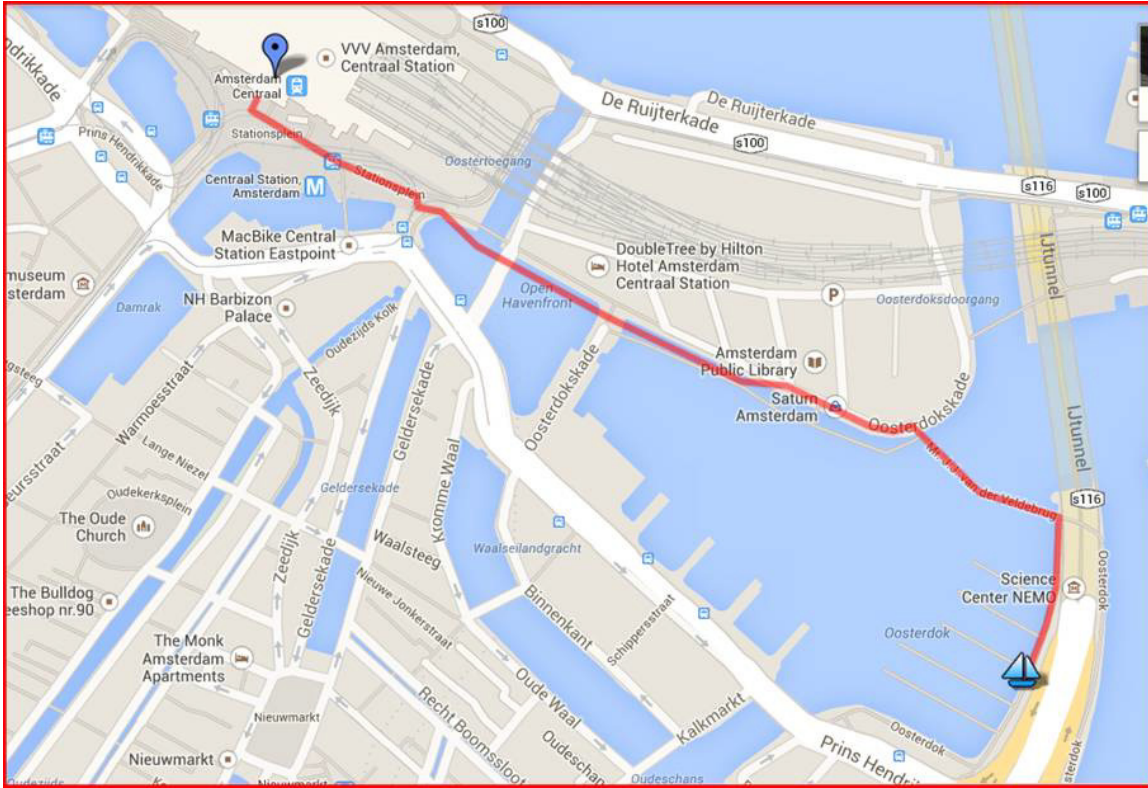 s100
VVV Amsterdam,
Centraal Station
Amsterdam
Centraal
De Ruijterkade
De Ruijterkade
s100
s116
s100
Prins Hendrikkade
Stationsplein
Oostertoegang
Centraal Station,
Amsterdam
M
Stationsplein
MacBike Central
Station Eastpoint
DoubleTree by Hilton
Hotel Amsterdam
Centraal Station
IJtunnel
P
Oosterdoksdoorgang
museum
sterdam
Damrak
NH Barbizon
Palace
Open
Havenfront
Oudezijds Kolk
Amsterdam
Public Library
Saturn
Amsterdam
Oosterdokskade
Oosterdokskade
IJtunnel
Warmoesstraat
Zeedijk
Geldersekade
Geldersekade
Kromme Waal
Lange Niezel
Oudekerksplein
Mr. J.J. van der Veldebrug
s116
The Oude
Church
Waalsteeg
Waalseilandgracht
Zeedijk
Geldersekade
Nieuwe Jonkerstraat
Binnenkant
Schippersstraat
Science
Center NEMO
Oosterdok
Oosterdok
The Bulldog
eeshop nr.90
The Monk
Amsterdam
Apartments
Oude Waal
Kalkmarkt
Recht Boomssloot
Nieuwmarkt
Nieuwmarkt
Nieuwmarkt
Oudeschans
Oudeschans
Prins Hendri
Oosterdok